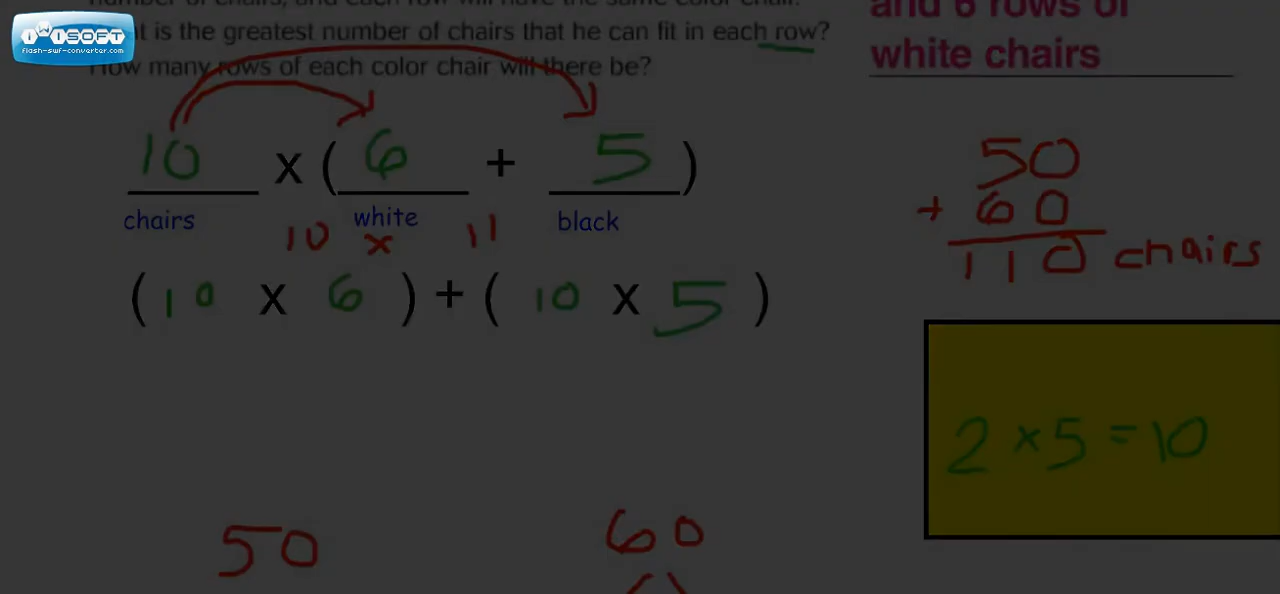 number of chairs, and each row will have the same color chair.
t is the greatest number of chairs that he can fit in each row?
How many rows of each color chair will there be?
and 6 rows of
white chairs
iWiSOFT
flash-swf-converter.com
10 x ( 6 + 5 )
chairs white black
10 x 11
( 10 x 6 ) + ( 10 x 5 )
50
+ 60
110 chairs
2 x 5 = 10
50 60